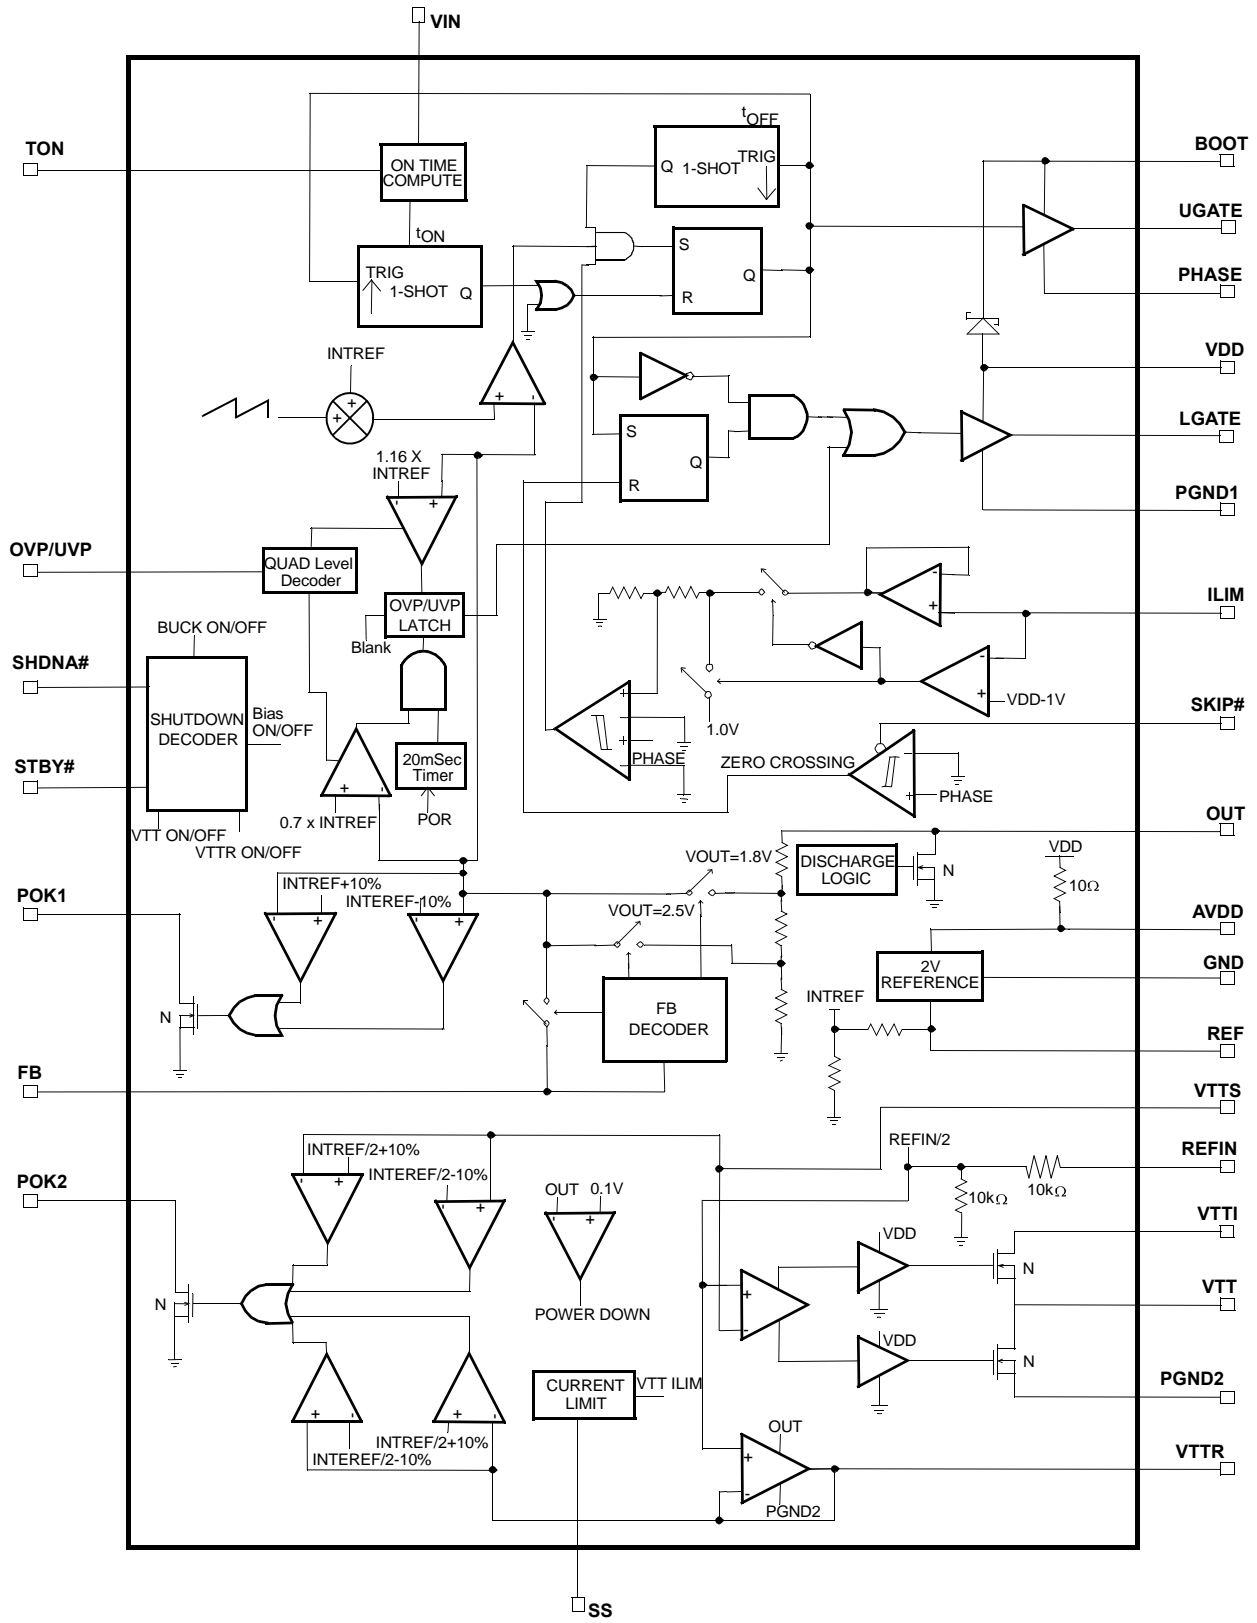 VIN
TON
ON TIME
COMPUTE
tOFF
Q 1-SHOT TRIG
BOOT
UGATE
PHASE
tON
TRIG
1-SHOT Q
S
Q
R
INTREF
+
+
+ -
VDD
LGATE
PGND1
S
Q
R
1.16 X
INTREF
- +
OVP/UVP
QUAD Level
Decoder
OVP/UVP
LATCH
Blank
-
+
ILIM
BUCK ON/OFF
SHDNA#
SHUTDOWN
DECODER
Bias
ON/OFF
STBY#
VTT ON/OFF
VTTR ON/OFF
20mSec
Timer
POR
+ -
0.7 x INTREF
+
-
+
-
PHASE
1.0V
-
+
VDD-1V
SKIP#
ZERO CROSSING
-
+
PHASE
OUT
VOUT=1.8V
VOUT=2.5V
DISCHARGE
LOGIC
N
VDD
10Ω
AVDD
2V
REFERENCE
GND
INTREF
REF
POK1
INTREF+10%
INTEREF-10%
- +
- +
N
FB
DECODER
FB
VTTS
REFIN/2
REFIN
10kΩ
10kΩ
POK2
INTREF/2+10%
INTEREF/2-10%
- +
- +
OUT 0.1V
- +
POWER DOWN
N
VTTI
VDD
N
+
-
VTT
VDD
N
PGND2
CURRENT
LIMIT
VTT ILIM
+ -
+ -
INTREF/2+10%
INTEREF/2-10%
OUT
+
-
PGND2
VTTR
SS